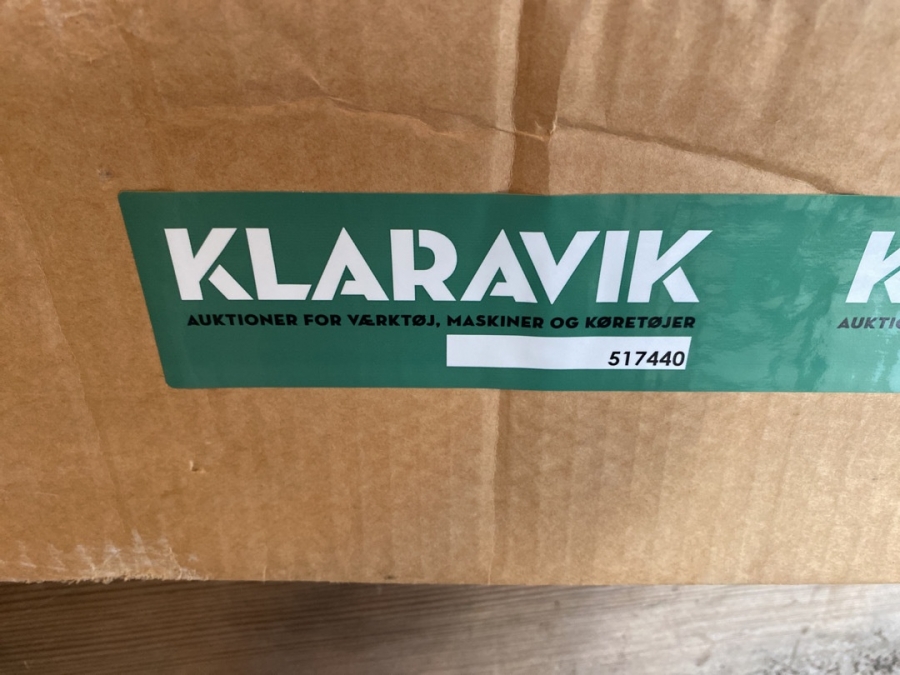 KLARAVIK
AUKTIONER FOR VÆRKTØJ, MASKINER OG KØRETØJER
517440